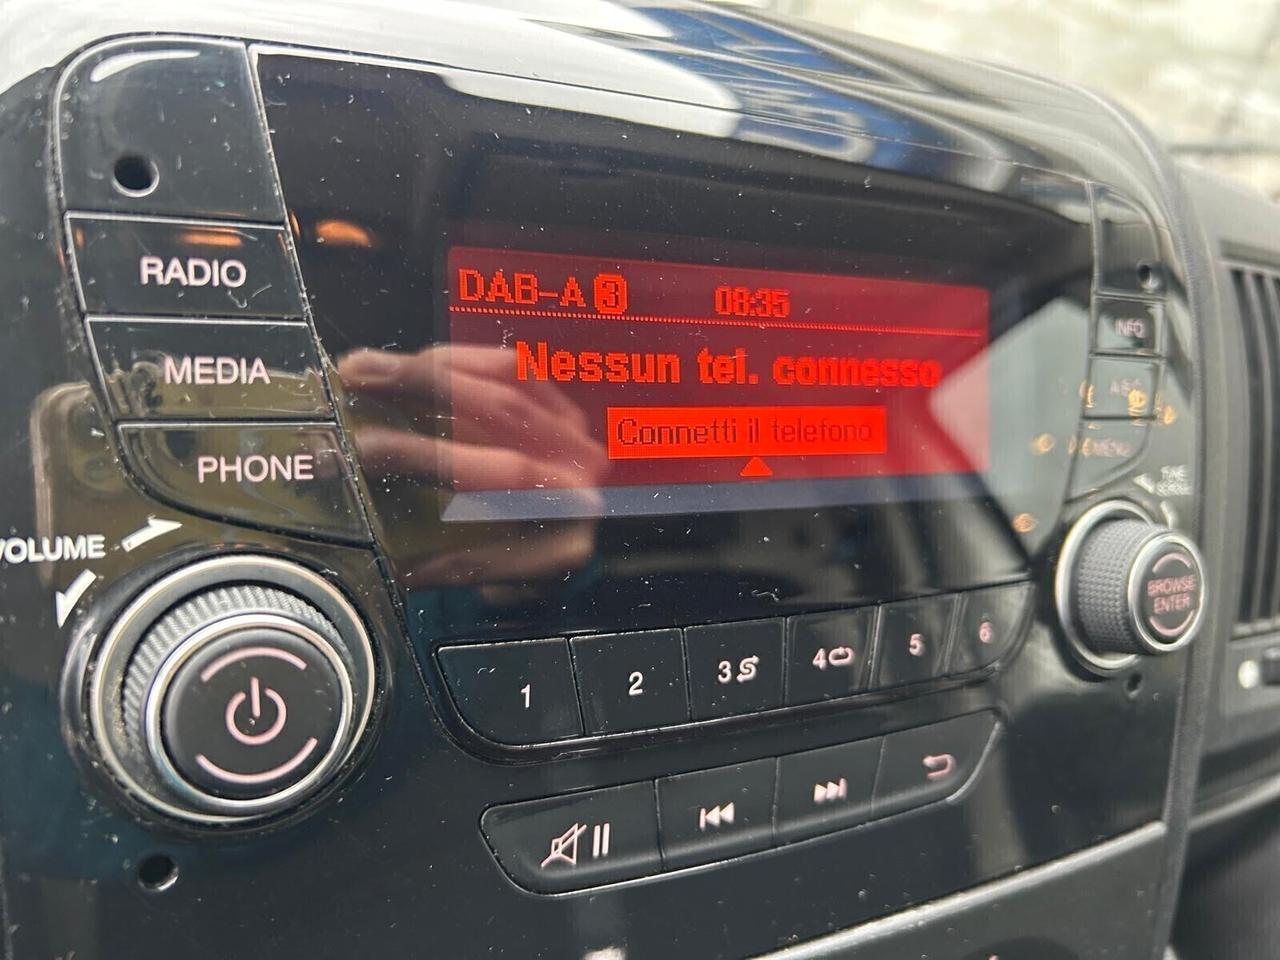 DAB-A 3 08:35
RADIO
Nessun tel. connesso
INFO
MEDIA
Connetti il telefono
MENU
PHONE
VOLUME
BROWSE
ENTER
1 2 3 4 5 6